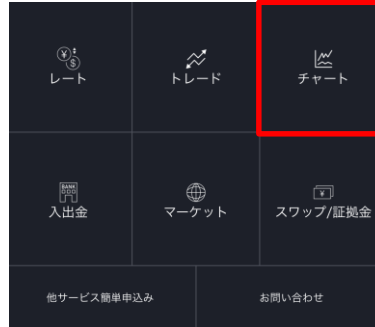 レート
トレード
チャート
BANK
入出金
マーケット
スワップ/証拠金
他サービス簡単申込み
お問い合わせ